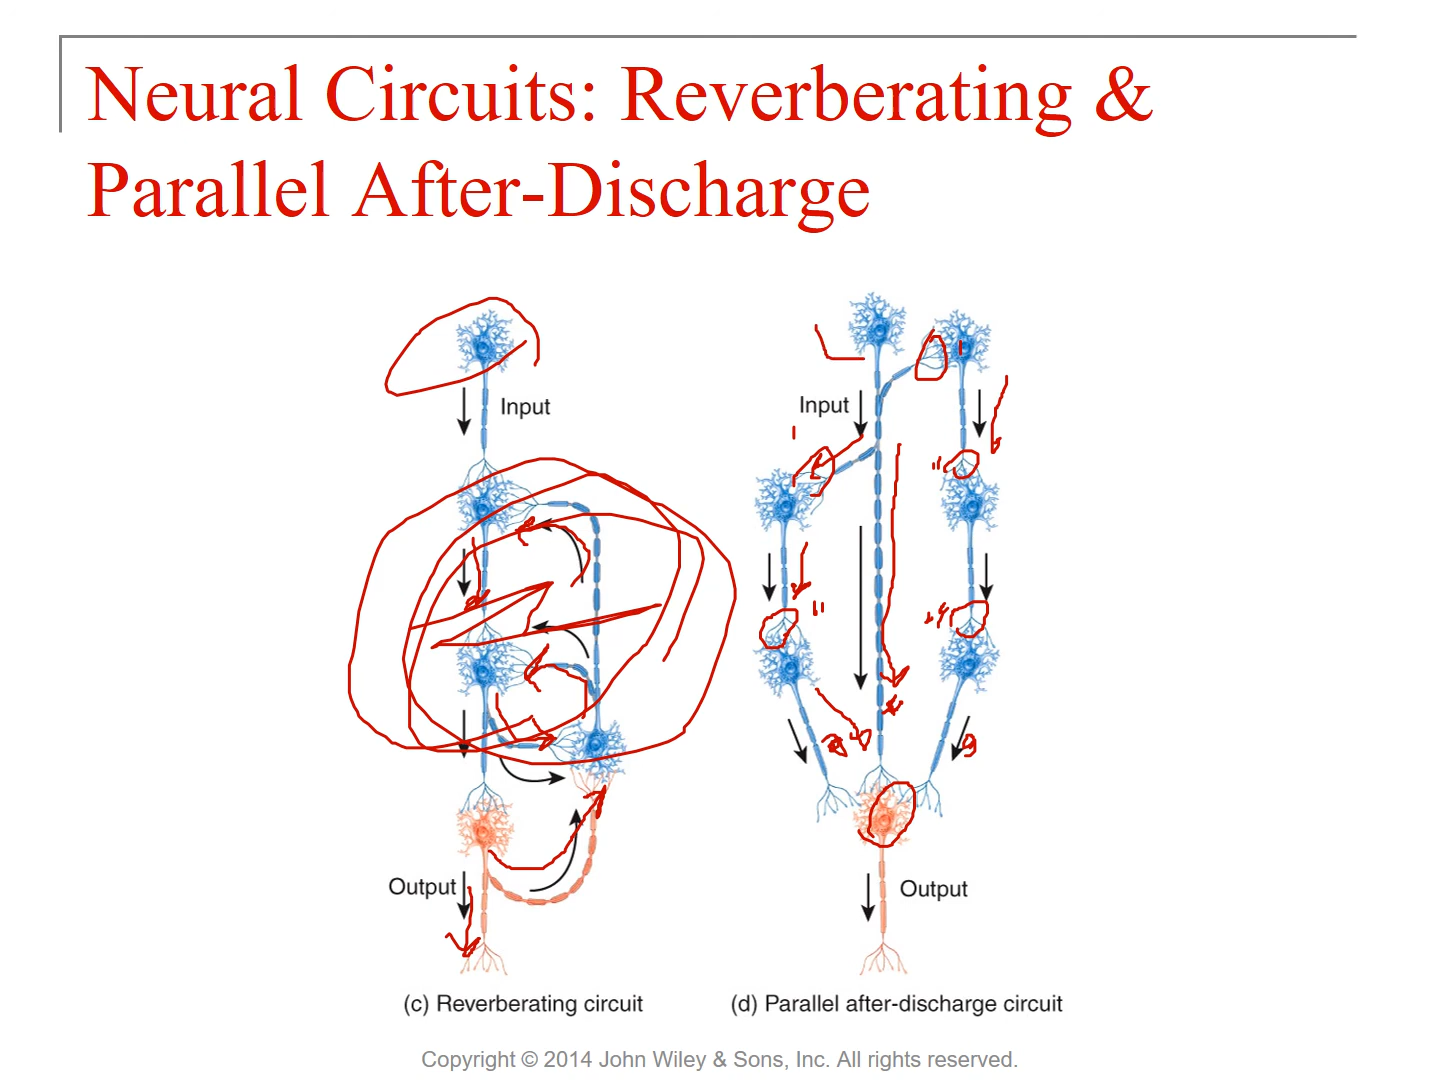 Neural Circuits: Reverberating &
Parallel After-Discharge
Input
Input
Output
Output
(c) Reverberating circuit
(d) Parallel after-discharge circuit
Copyright © 2014 John Wiley & Sons, Inc. All rights reserved.